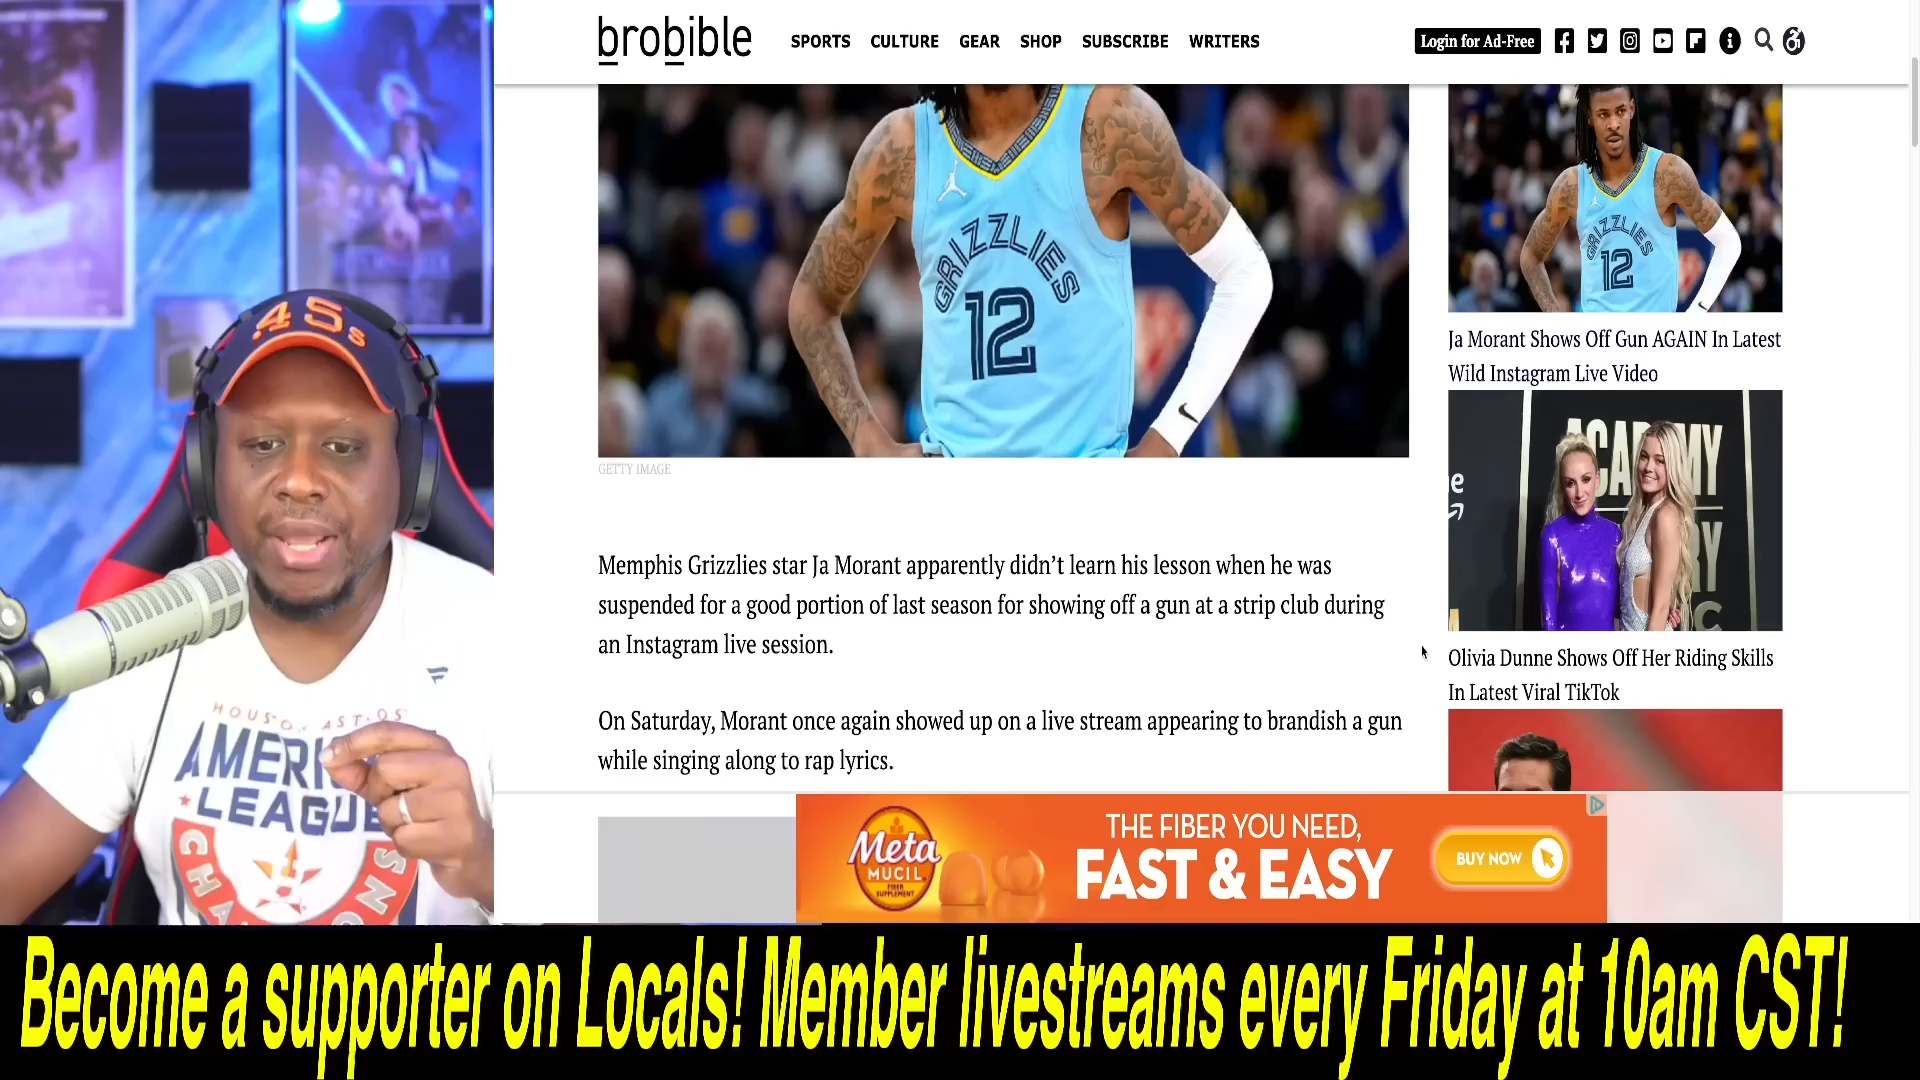 brobible
SPORTS CULTURE GEAR SHOP SUBSCRIBE WRITERS
Login for Ad-Free
45s
GRIZZLIES
12
GETTY IMAGE
Memphis Grizzlies star Ja Morant apparently didn’t learn his lesson when he was
suspended for a good portion of last season for showing off a gun at a strip club during
an Instagram live session.
On Saturday, Morant once again showed up on a live stream appearing to brandish a gun
while singing along to rap lyrics.
GRIZZLIES
12
Ja Morant Shows Off Gun AGAIN In Latest
Wild Instagram Live Video
ACADEMY
Olivia Dunne Shows Off Her Riding Skills
In Latest Viral TikTok
HOUSTON ASTROS
LEAGUE
Meta
MUCIL
FIBER
SUPPLEMENT
THE FIBER YOU NEED,
FAST & EASY
BUY NOW
Become a supporter on Locals! Member livestreams every Friday at 10am CST!